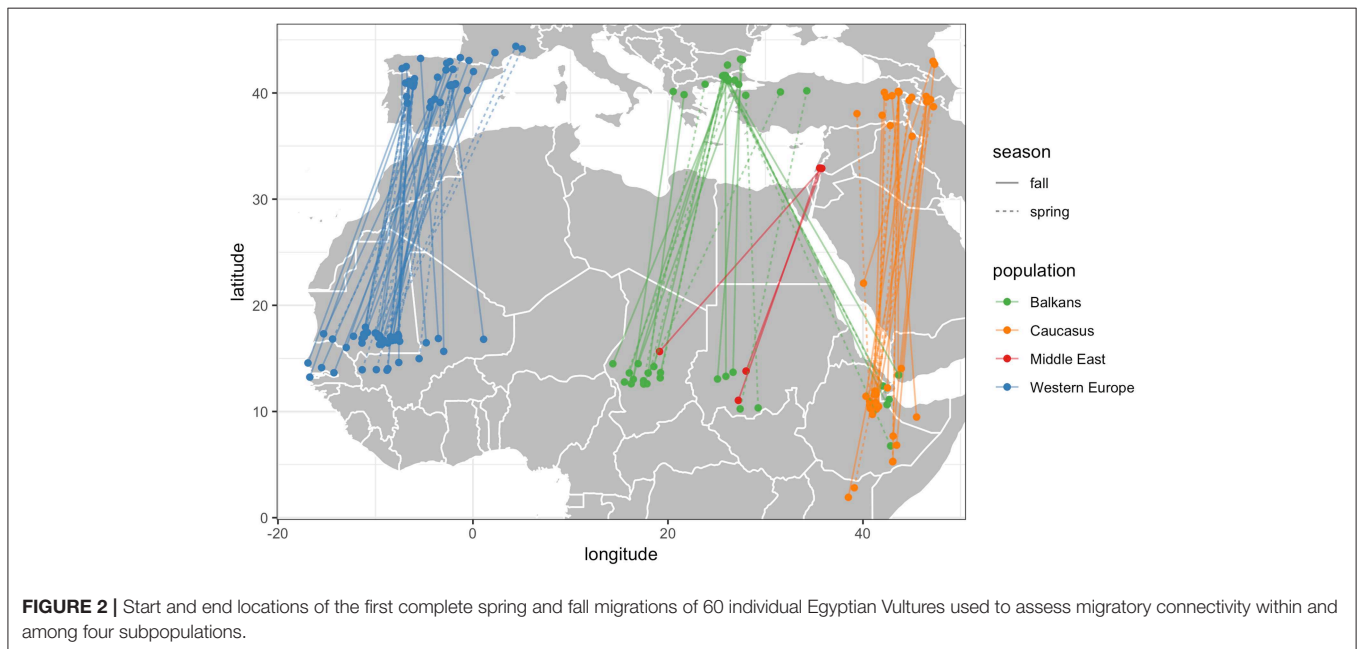 40
30
20
10
0
latitude
-20
0
20
40
longitude
season
fall
spring
population
Balkans
Caucasus
Middle East
Western Europe
FIGURE 2 | Start and end locations of the first complete spring and fall migrations of 60 individual Egyptian Vultures used to assess migratory connectivity within and
among four subpopulations.